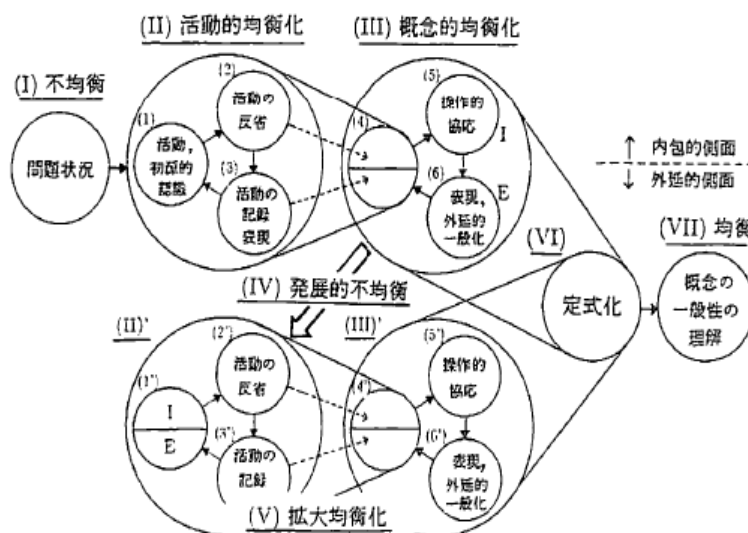 (II) 活動的均衡化
(III) 概念的均衡化
(I) 不均衡
問題状況
(1)
活動,
初原的
認識
(2)
活動の
反省
(3)
活動の
記録
表現
(4)
(5)
操作的
協応
I
(6)
E
表現,
外延的
一般化
↑ 内包的側面
↓ 外延的側面
(IV) 発展的不均衡
(VI)
定式化
(VII) 均衡
概念の
一般性の
理解
(II)'
(1')
I
E
(2')
活動の
反省
(3')
活動の
記録
(III)'
(4')
(5')
操作的
協応
(6')
表現,
外延的
一般化
(V) 拡大均衡化